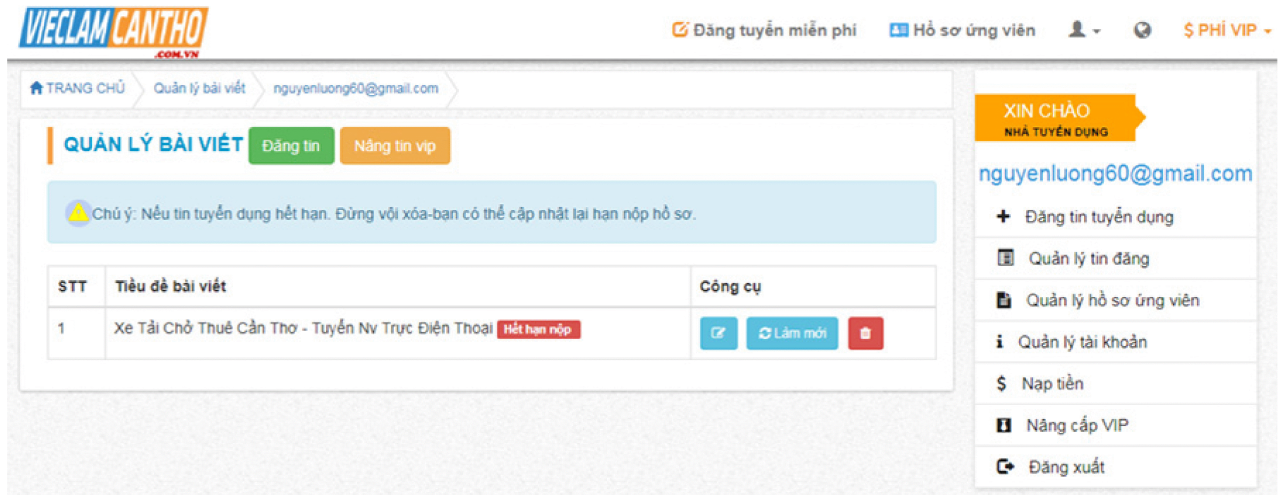 VIECLAM CANTHO
.COM.VN
Đăng tuyển miễn phí
Hồ sơ ứng viên
$ PHÍ VIP
TRANG CHỦ
Quản lý bài viết
nguyenluong60@gmail.com
QUẢN LÝ BÀI VIẾT
Đăng tin
Nâng tin vip
Chú ý: Nếu tin tuyển dụng hết hạn. Đừng vội xóa-bạn có thể cập nhật lại hạn nộp hồ sơ.
STT
Tiều đề bài viết
Công cụ
1
Xe Tải Chở Thuê Cần Thơ - Tuyển Nv Trực Điện Thoại
Hết hạn nộp
Làm mới
XIN CHÀO
NHÀ TUYỂN DỤNG
nguyenluong60@gmail.com
Đăng tin tuyển dụng
Quản lý tin đăng
Quản lý hồ sơ ứng viên
Quản lý tài khoản
$ Nạp tiền
Nâng cấp VIP
Đăng xuất